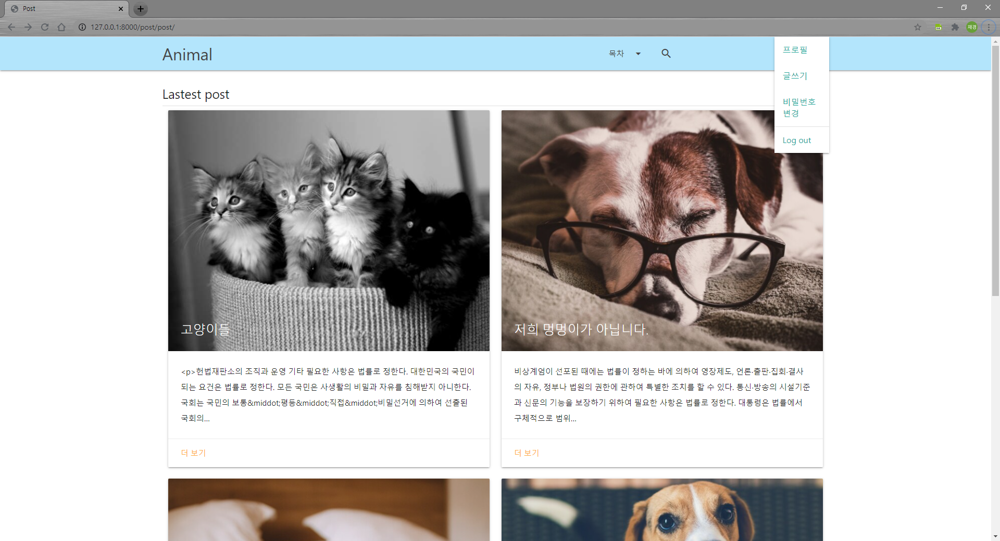 Post
127.0.0.1:8000/post/post/
재경
Animal
목차
프로필
글쓰기
비밀번호
변경
Log out
Lastest post
고양이들
저희 멍멍이가 아닙니다.
<p>헌법재판소의 조직과 운영 기타 필요한 사항은 법률로 정한다. 대한민국의 국민이
되는 요건은 법률로 정한다. 모든 국민은 사생활의 비밀과 자유를 침해받지 아니한다.
국회는 국민의 보통&middot;평등&middot;직접&middot;비밀선거에 의하여 선출된
국회의...
더 보기
비상계엄이 선포된 때에는 법률이 정하는 바에 의하여 영장제도, 언론·출판·집회·결사
의 자유, 정부나 법원의 권한에 관하여 특별한 조치를 할 수 있다. 통신·방송의 시설기준
과 신문의 기능을 보장하기 위하여 필요한 사항은 법률로 정한다. 대통령은 법률에서
구체적으로 범위...
더 보기